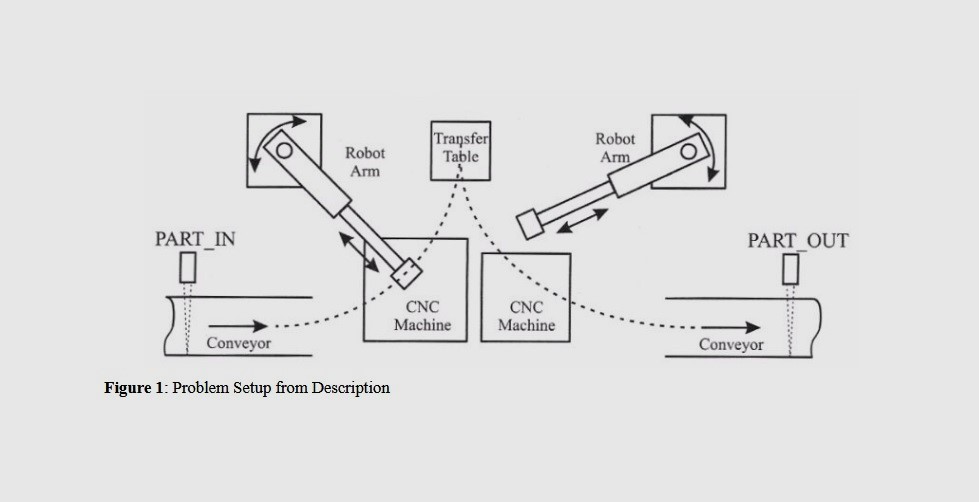 Transfer
Table
Robot
Arm
Robot
Arm
PART_IN
PART_OUT
CNC
Machine
CNC
Machine
Conveyor
Conveyor
Figure 1: Problem Setup from Description